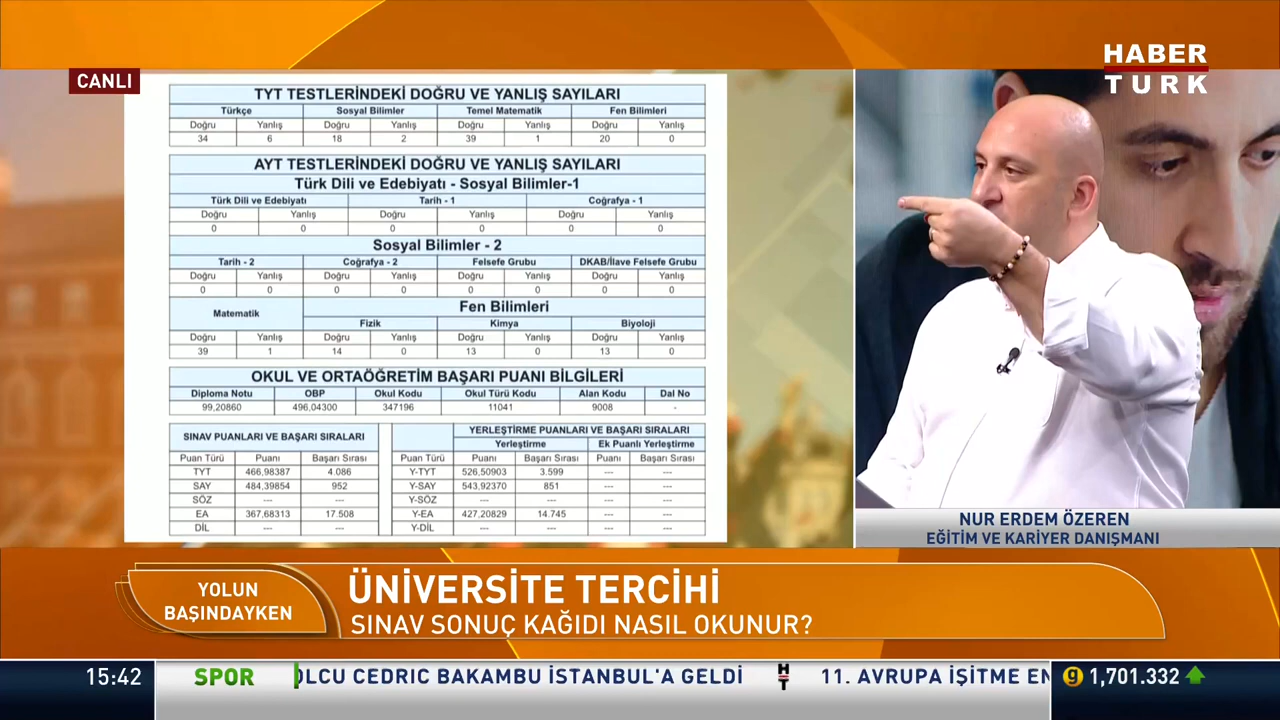 HABER
TURK
CANLI
TYT TESTLERİNDEKİ DOĞRU VE YANLIŞ SAYILARI
Türkçe Sosyal Bilimler Temel Matematik Fen Bilimleri
Doğru Yanlış Doğru Yanlış Doğru Yanlış Doğru Yanlış
34 6 18 2 39 1 20 0
AYT TESTLERİNDEKİ DOĞRU VE YANLIŞ SAYILARI
Türk Dili ve Edebiyatı - Sosyal Bilimler-1
Türk Dili ve Edebiyatı Tarih - 1 Coğrafya - 1
Doğru Yanlış Doğru Yanlış Doğru Yanlış
0 0 0 0 0 0
Sosyal Bilimler - 2
Tarih - 2 Coğrafya - 2 Felsefe Grubu DKAB/İlave Felsefe Grubu
Doğru Yanlış Doğru Yanlış Doğru Yanlış Doğru Yanlış
0 0 0 0 0 0 0 0
Matematik Fen Bilimleri
Fizik Kimya Biyoloji
Doğru Yanlış Doğru Yanlış Doğru Yanlış Doğru Yanlış
39 1 14 0 13 0 13 0
OKUL VE ORTAÖĞRETİM BAŞARI PUANI BİLGİLERİ
Diploma Notu OBP Okul Kodu Okul Türü Kodu Alan Kodu Dal No
99,20860 496,04300 347196 11041 9008 -
SINAV PUANLARI VE BAŞARI SIRALARI
Puan Türü Puanı Başarı Sırası
TYT 466,98387 4.086
SAY 484,39854 952
SÖZ --- ---
EA 367,68313 17.508
DİL --- ---
YERLEŞTİRME PUANLARI VE BAŞARI SIRALARI
Yerleştirme Ek Puanlı Yerleştirme
Puan Türü Puanı Başarı Sırası Puanı Başarı Sırası
Y-TYT 526,50903 3.599 --- ---
Y-SAY 543,92370 851 --- ---
Y-SÖZ --- --- --- ---
Y-EA 427,20829 14.745 --- ---
Y-DİL --- --- --- ---
NUR ERDEM ÖZEREN
EĞİTİM VE KARİYER DANIŞMANI
YOLUN
BAŞINDAYKEN
ÜNİVERSİTE TERCİHİ
SINAV SONUÇ KAĞIDI NASIL OKUNUR?
15:42 SPOR OLCU CEDRIC BAKAMBU İSTANBUL'A GELDİ HT 11. AVRUPA İŞİTME EN 9 1,701.332